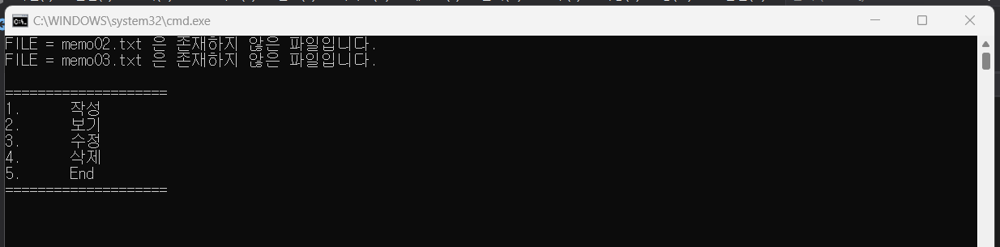 C:\WINDOWS\system32\cmd.exe
FILE = memo02.txt 은 존재하지 않은 파일입니다.
FILE = memo03.txt 은 존재하지 않은 파일입니다.
====================
1. 작성
2. 보기
3. 수정
4. 삭제
5. End
====================